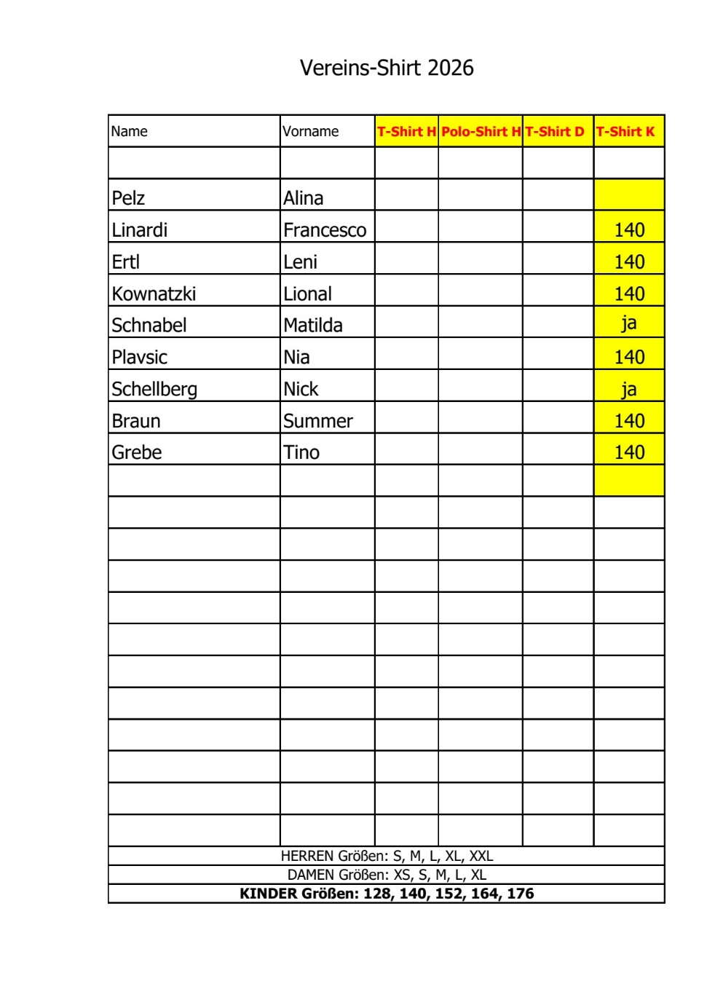 Vereins-Shirt 2026
Name Vorname T-Shirt H Polo-Shirt H T-Shirt D T-Shirt K
Pelz Alina
Linardi Francesco 140
Ertl Leni 140
Kownatzki Lional 140
Schnabel Matilda ja
Plavsic Nia 140
Schellberg Nick ja
Braun Summer 140
Grebe Tino 140
HERREN Größen: S, M, L, XL, XXL
DAMEN Größen: XS, S, M, L, XL
KINDER Größen: 128, 140, 152, 164, 176